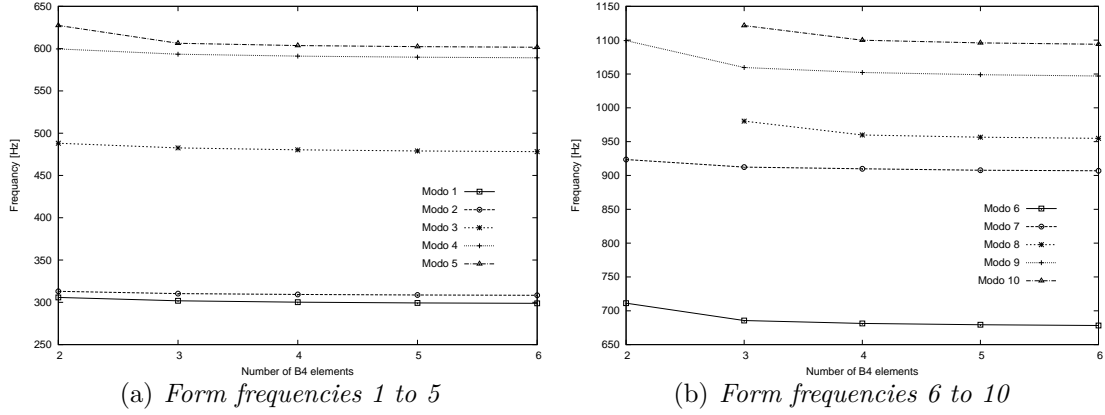 650
600
550
500
450
400
350
300
250
Frequency [Hz]
Modo 1
Modo 2
Modo 3
Modo 4
Modo 5
2 3 4 5 6
Number of B4 elements
(a) Form frequencies 1 to 5
1150
1100
1050
1000
950
900
850
800
750
700
650
Frequancy [Hz]
Modo 6
Modo 7
Modo 8
Modo 9
Modo 10
2 3 4 5 6
Number of B4 elements
(b) Form frequencies 6 to 10